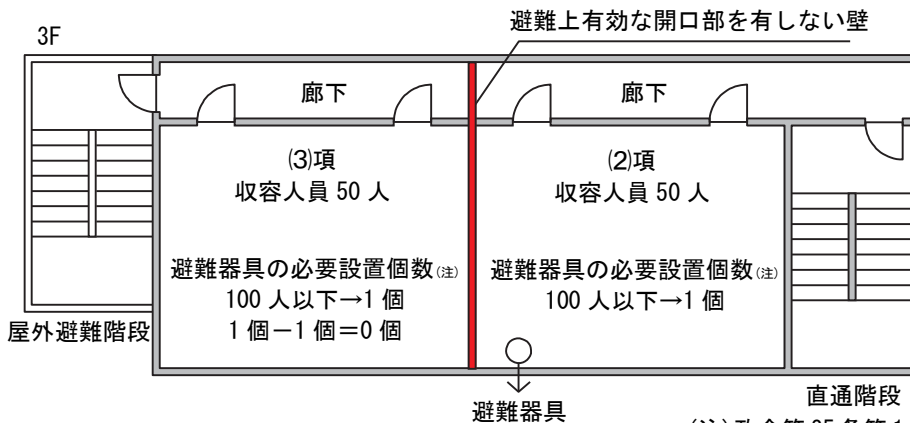 避難上有効な開口部を有しない壁
3F
廊下
廊下
⑶項
収容人員 50 人
⑵項
収容人員 50 人
避難器具の必要設置個数(注)
100 人以下→1 個
1 個－1 個＝0 個
避難器具の必要設置個数(注)
100 人以下→1 個
屋外避難階段
避難器具
直通階段